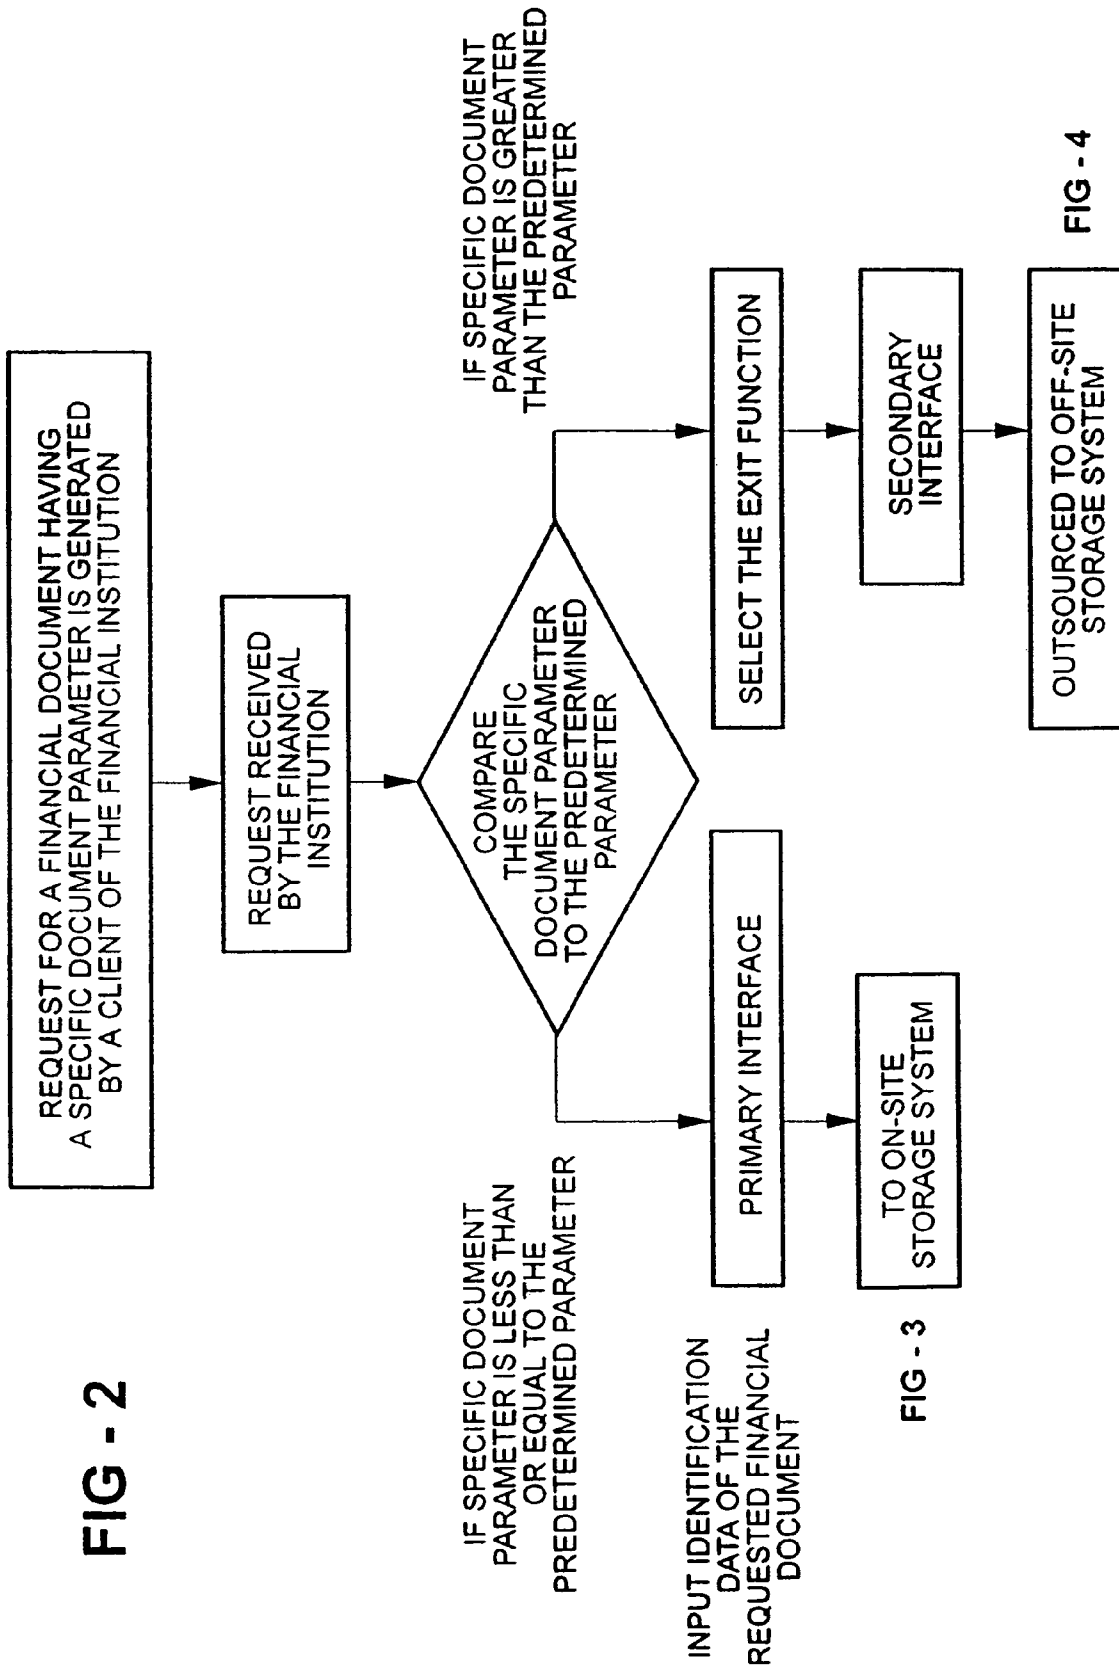 FIG - 2
REQUEST FOR A FINANCIAL DOCUMENT HAVING
A SPECIFIC DOCUMENT PARAMETER IS GENERATED
BY A CLIENT OF THE FINANCIAL INSTITUTION
REQUEST RECEIVED
BY THE FINANCIAL
INSTITUTION
COMPARE
THE SPECIFIC
DOCUMENT PARAMETER
TO THE PREDETERMINED
PARAMETER
IF SPECIFIC DOCUMENT
PARAMETER IS LESS THAN
OR EQUAL TO THE
PREDETERMINED PARAMETER
IF SPECIFIC DOCUMENT
PARAMETER IS GREATER
THAN THE PREDETERMINED
PARAMETER
INPUT IDENTIFICATION
DATA OF THE
REQUESTED FINANCIAL
DOCUMENT
PRIMARY INTERFACE
TO ON-SITE
STORAGE SYSTEM
FIG - 3
SELECT THE EXIT FUNCTION
SECONDARY
INTERFACE
OUTSOURCED TO OFF-SITE
STORAGE SYSTEM
FIG - 4